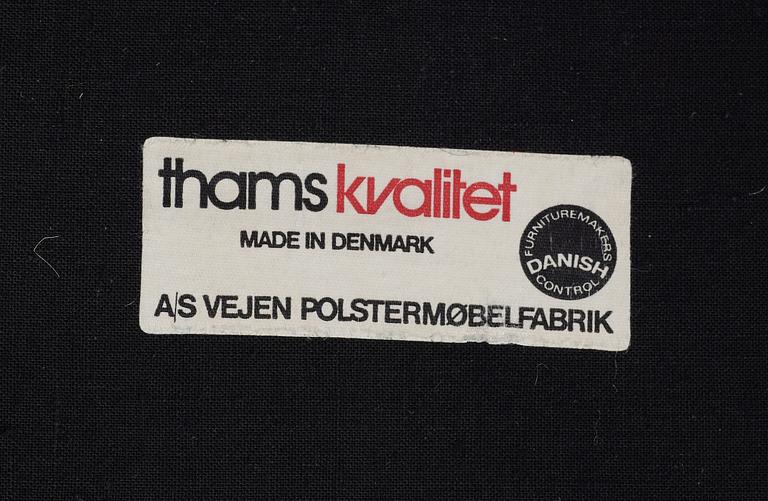 thams kvalitet
MADE IN DENMARK
FURNITUREMAKERS
DANISH
CONTROL
A/S VEJEN POLSTERMØBELFABRIK